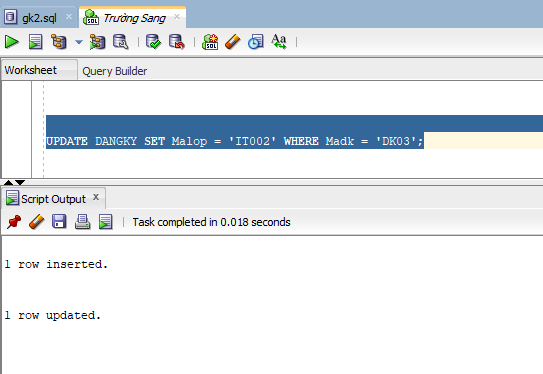 gk2.sql × Trường Sang ×
SQL
Worksheet Query Builder
UPDATE DANGKY SET Malop = 'IT002' WHERE Madk = 'DK03';
Script Output ×
Task completed in 0.018 seconds
1 row inserted.
1 row updated.